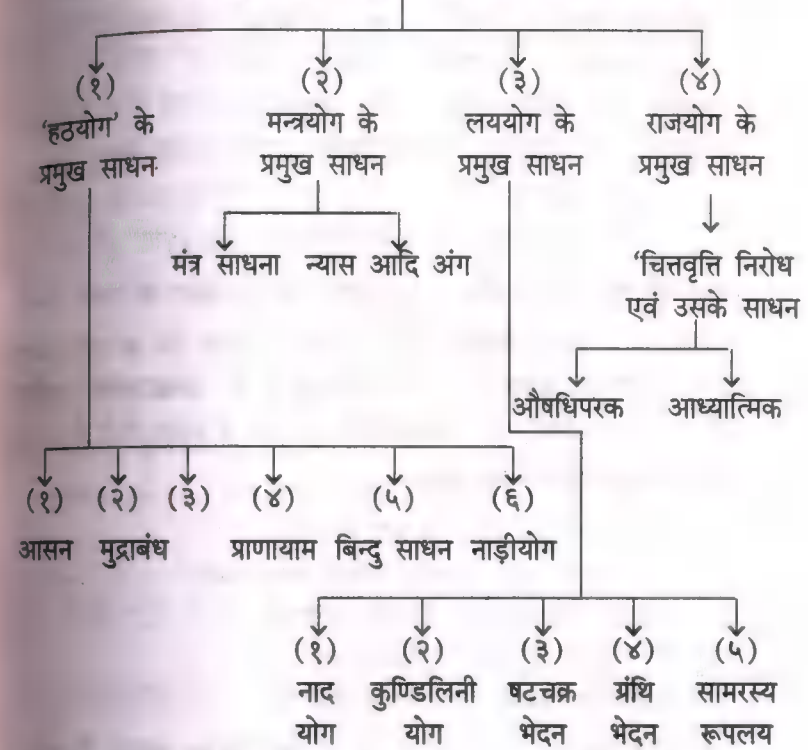 (१) (२) (३) (४)
'हठयोग' के मन्त्रयोग के लययोग के राजयोग के
प्रमुख साधन प्रमुख साधन प्रमुख साधन प्रमुख साधन
मंत्र साधना न्यास आदि अंग
'चित्तवृत्ति निरोध
एवं उसके साधन
औषधिपरक आध्यात्मिक
(१) (२) (३) (४) (५) (६)
आसन मुद्राबंध प्राणायाम बिन्दु साधन नाड़ीयोग
(१) (२) (३) (४) (५)
नाद कुण्डिलिनी षटचक्र ग्रंथि सामरस्य
योग योग भेदन भेदन रूपलय